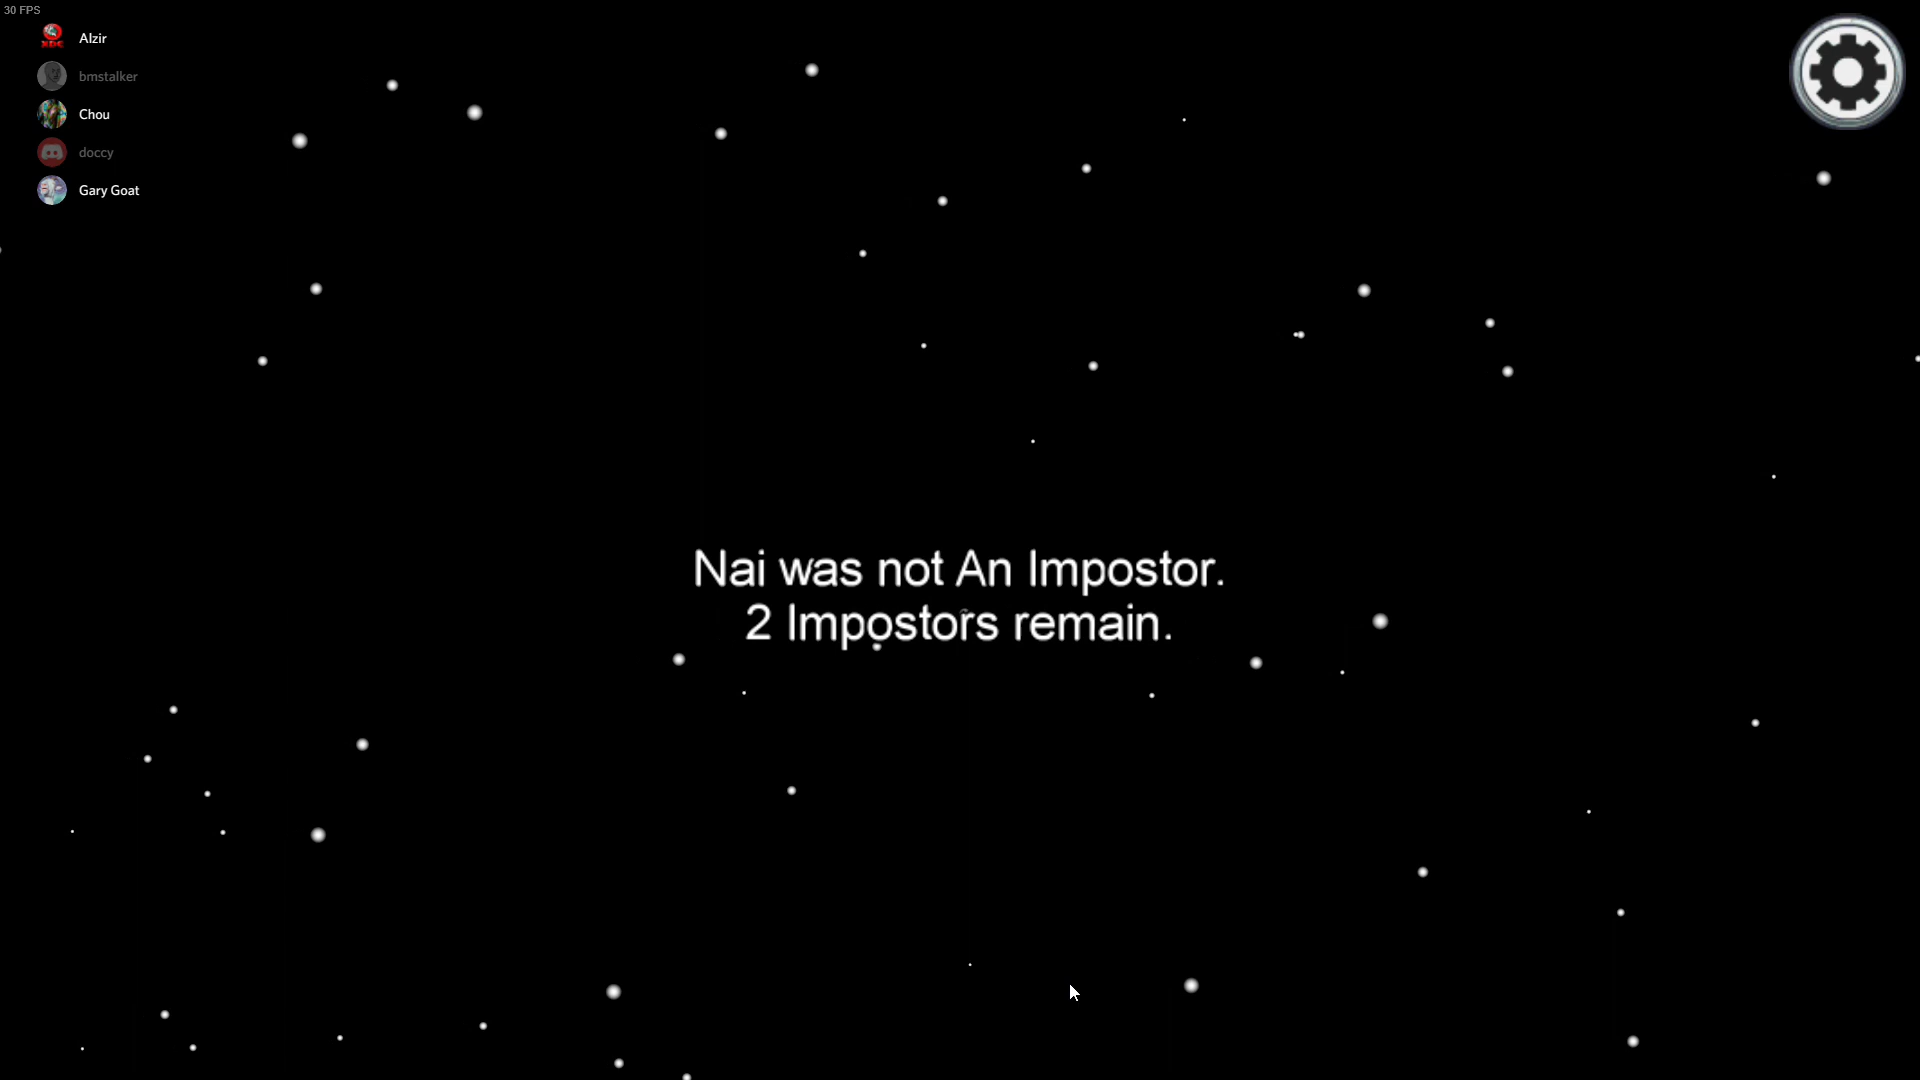 30 FPS
Alzir
bmstalker
Chou
doccy
Gary Goat
Nai was not An Impostor.
2 Impostors remain.